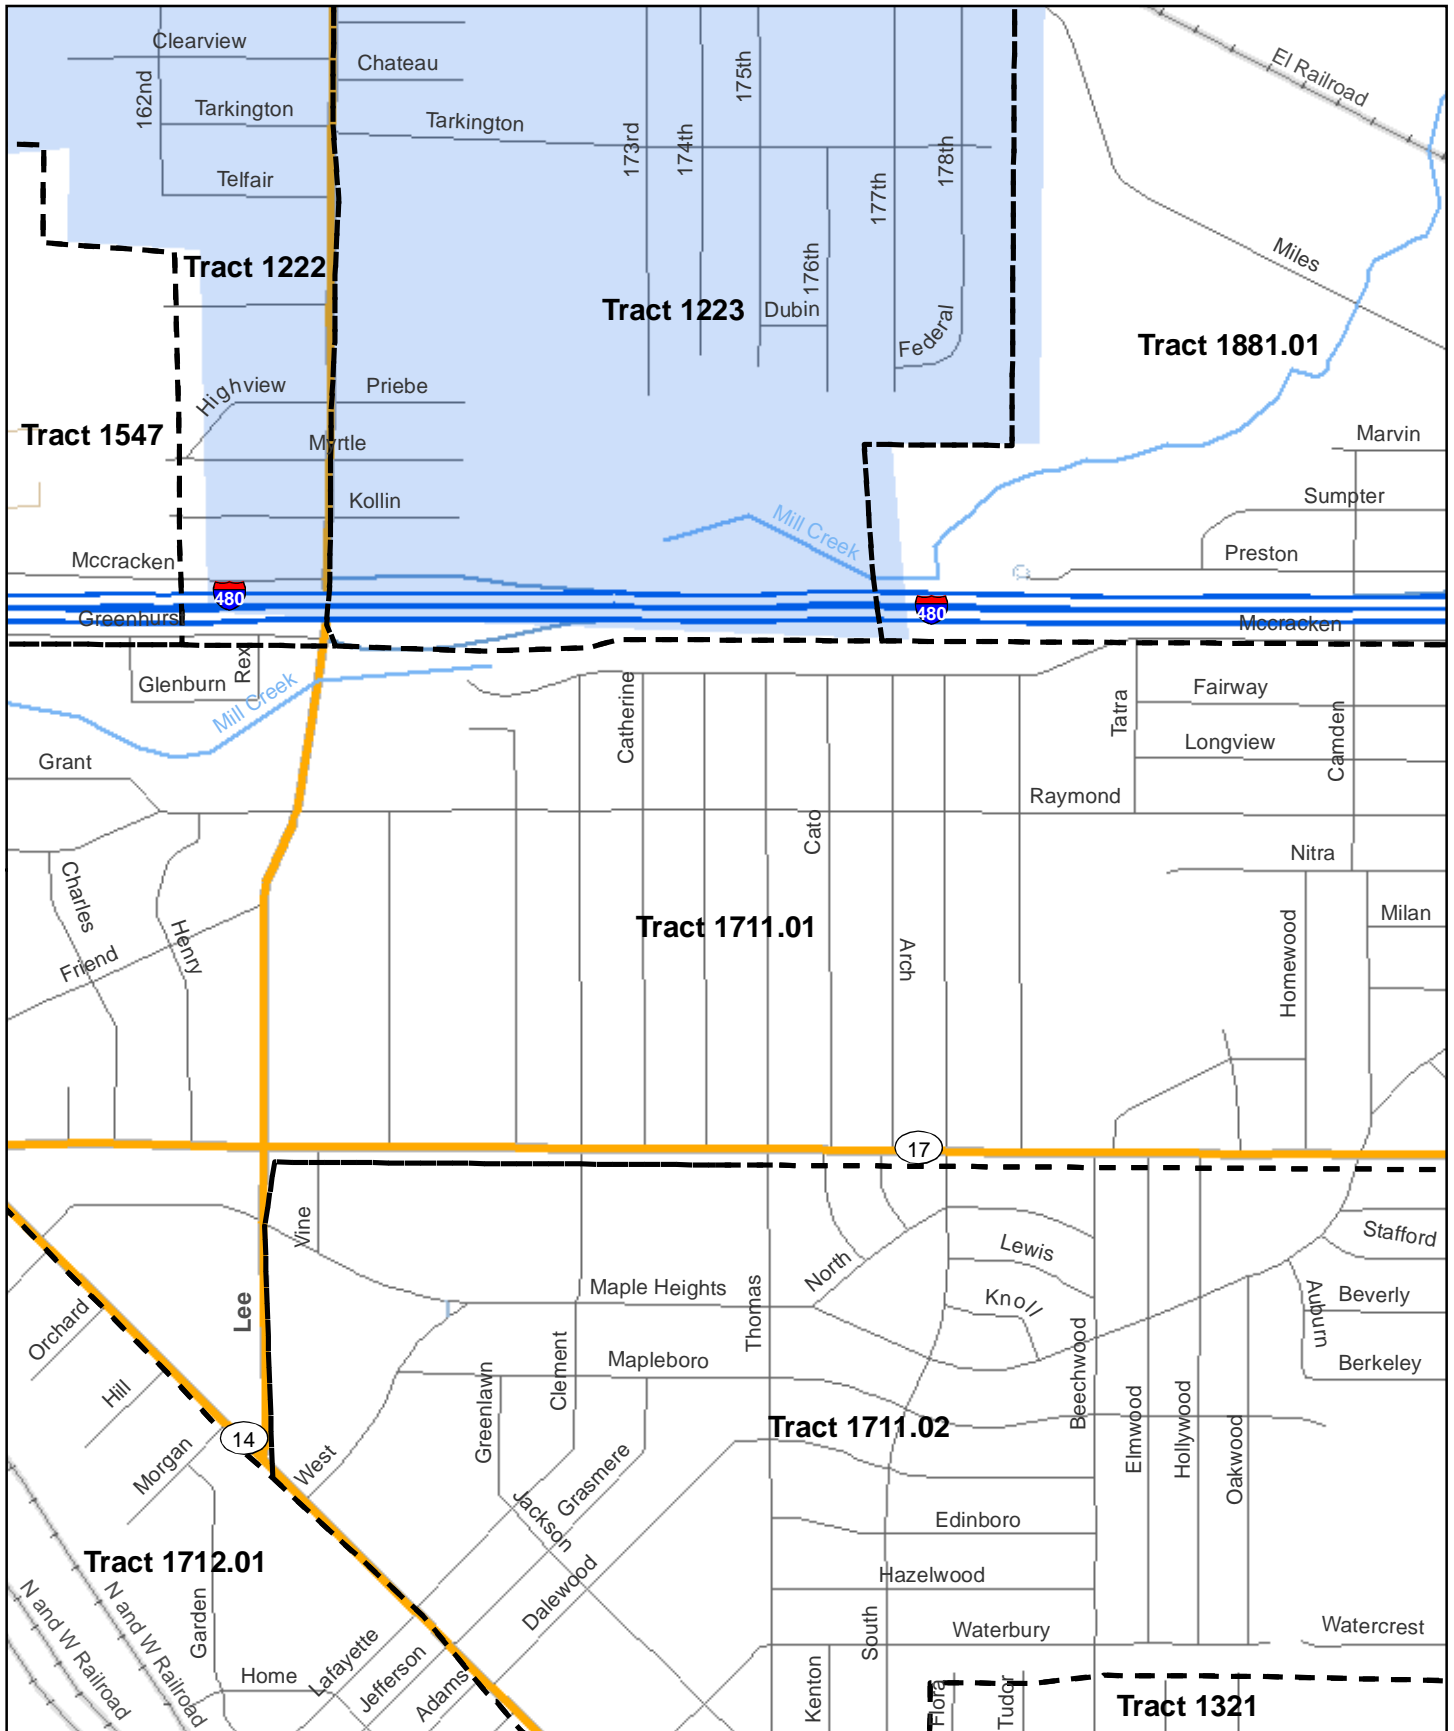 Clearview
Chateau
El Railroad
162nd
Tarkington
Tarkington
173rd
174th
175th
178th
177th
176th
Telfair
Miles
Tract 1222
Tract 1223
Dubin
Federal
Tract 1881.01
Highview
Priebe
Tract 1547
Myrtle
Marvin
Kollin
Sumpter
Mill Creek
Mccracken
Preston
480
480
Greenhurst
Mccracken
Rex
Glenburn
Mill Creek
Catherine
Tatra
Fairway
Camden
Longview
Grant
Raymond
Cato
Nitra
Charles
Henry
Friend
Tract 1711.01
Arch
Homewood
Milan
17
Vine
North
Lewis
Stafford
Maple Heights
Thomas
Knoll
Auburn
Beverly
Orchard
Lee
Clement
Mapleboro
Beechwood
Berkeley
Hill
Greenlawn
Tract 1711.02
Elmwood
Hollywood
Oakwood
14
Morgan
West
Grasmere
Jackson
Edinboro
Tract 1712.01
Hazelwood
Dalewood
N and W Railroad
N and W Railroad
Garden
South
Waterbury
Watercrest
Lafayette
Home
Jefferson
Adams
Kenton
Flora
Tudor
Tract 1321